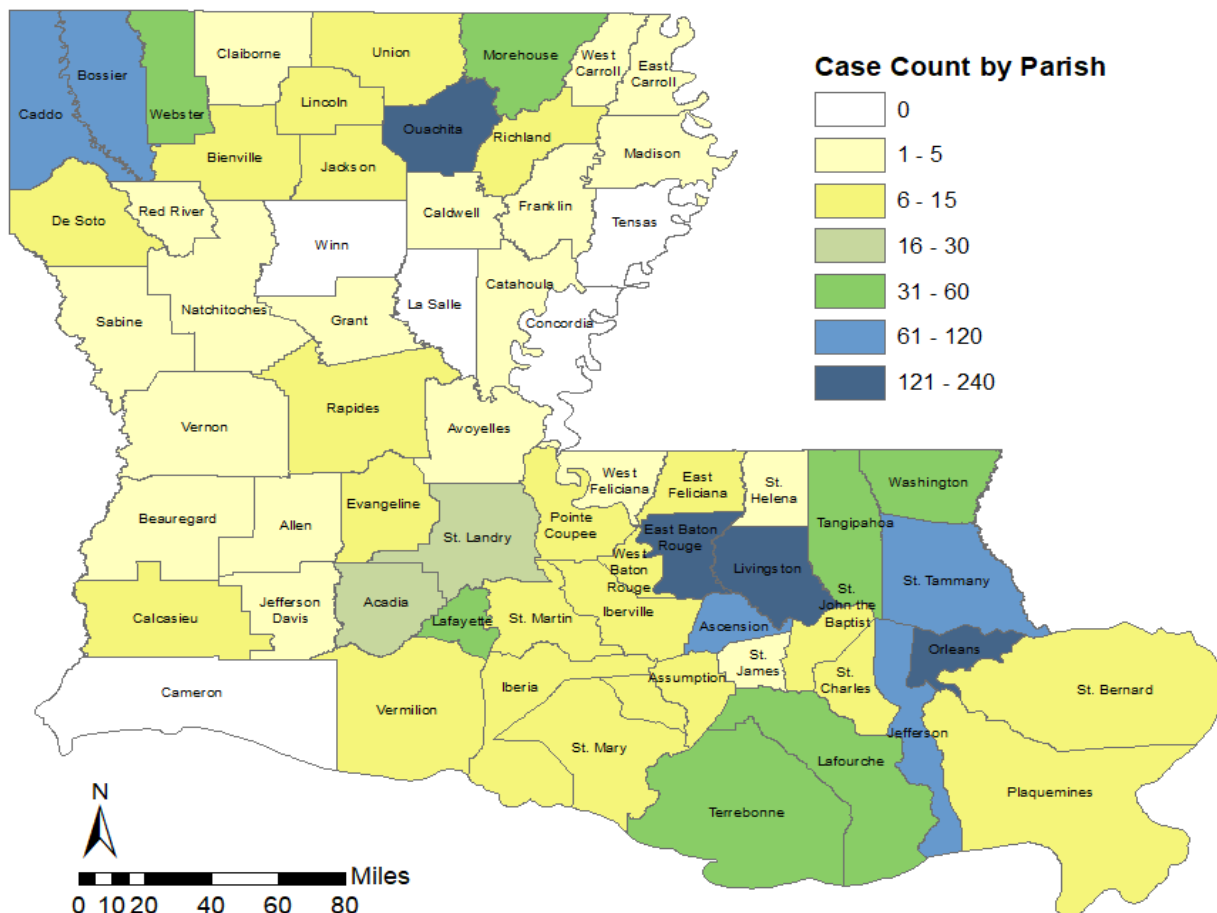 Claiborne
Union
Morehouse
West
Carroll
East
Carroll
Bossier
Caddo
Webster
Lincoln
Ouachita
Richland
Madison
Bienville
Jackson
De Soto
Red River
Caldwell
Franklin
Tensas
Winn
Natchitoches
Sabine
Grant
La Salle
Catahoula
Concordia
Rapides
Vernon
Avoyelles
Beauregard
Allen
Evangeline
St. Landry
Pointe
Coupee
West
Feliciana
East
Feliciana
St.
Helena
Washington
Tangipahoa
East Baton
Rouge
West
Baton
Rouge
Livingston
St. Tammany
Calcasieu
Jefferson
Davis
Acadia
Lafayette
St. Martin
Iberville
Ascension
St.
John the
Baptist
Orleans
St.
James
Assumption
St.
Charles
St. Bernard
Cameron
Vermilion
Iberia
St. Mary
Jefferson
Lafourche
Terrebonne
Plaquemines
Case Count by Parish
0
1 - 5
6 - 15
16 - 30
31 - 60
61 - 120
121 - 240
N
Miles
0 10 20 40 60 80